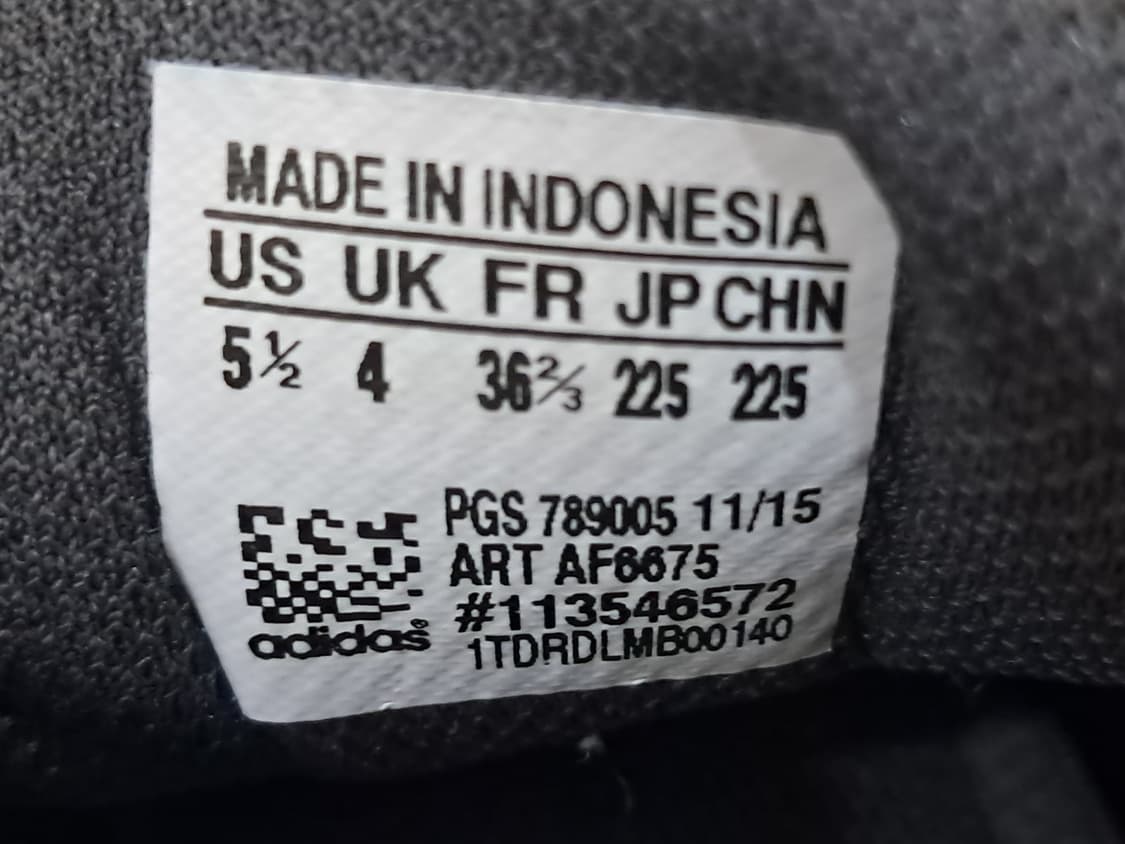 MADE IN INDONESIA
US UK FR JP CHN
5½ 4 36⅔ 225 225
PGS 789005 11/15
ART AF6675
#113546572
1TDRDLMB00140
adidas®